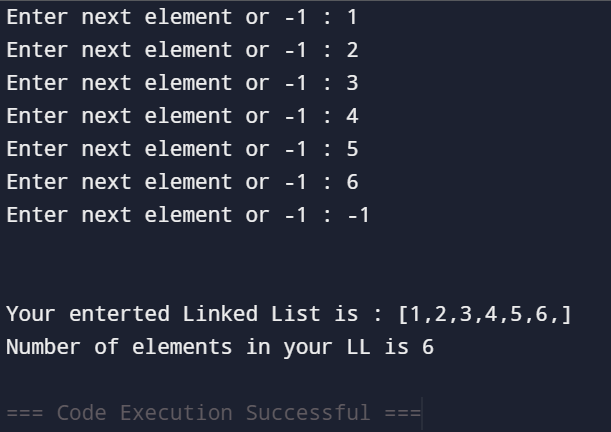 Enter next element or -1 : 1
Enter next element or -1 : 2
Enter next element or -1 : 3
Enter next element or -1 : 4
Enter next element or -1 : 5
Enter next element or -1 : 6
Enter next element or -1 : -1
Your enterted Linked List is : [1,2,3,4,5,6,]
Number of elements in your LL is 6
=== Code Execution Successful ===